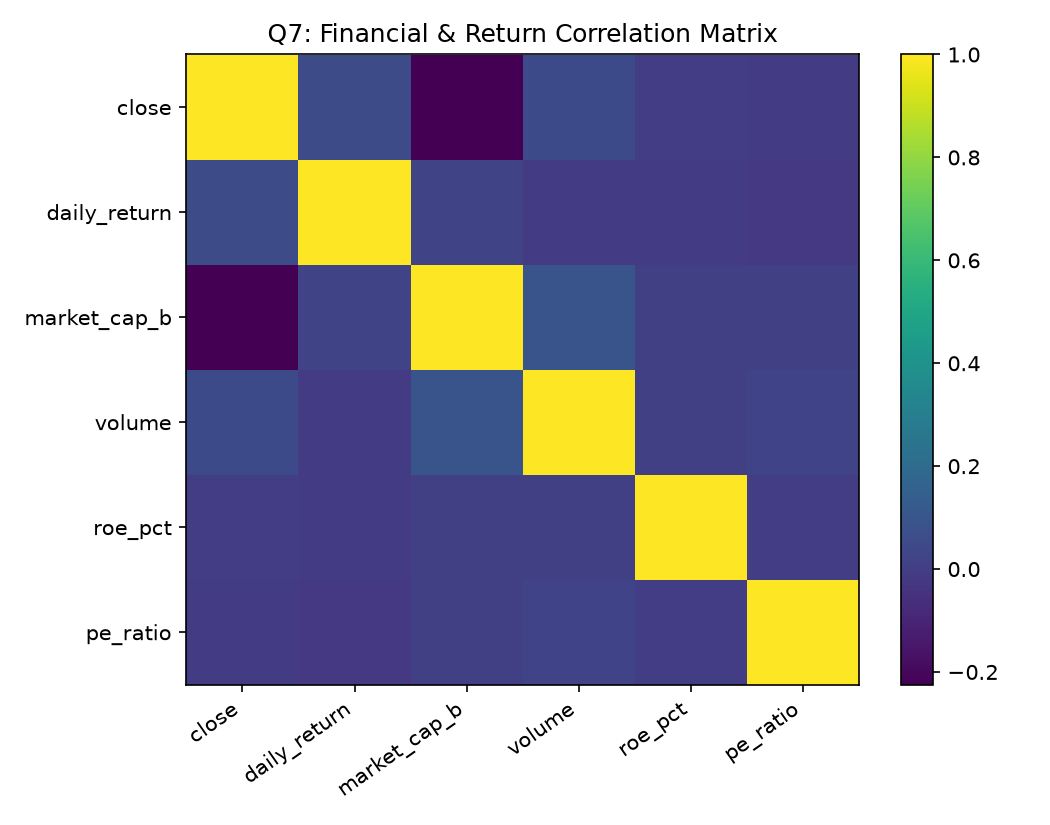 Q7: Financial & Return Correlation Matrix
close
daily_return
market_cap_b
volume
roe_pct
pe_ratio
close
daily_return
market_cap_b
volume
roe_pct
pe_ratio
1.0
0.8
0.6
0.4
0.2
0.0
−0.2